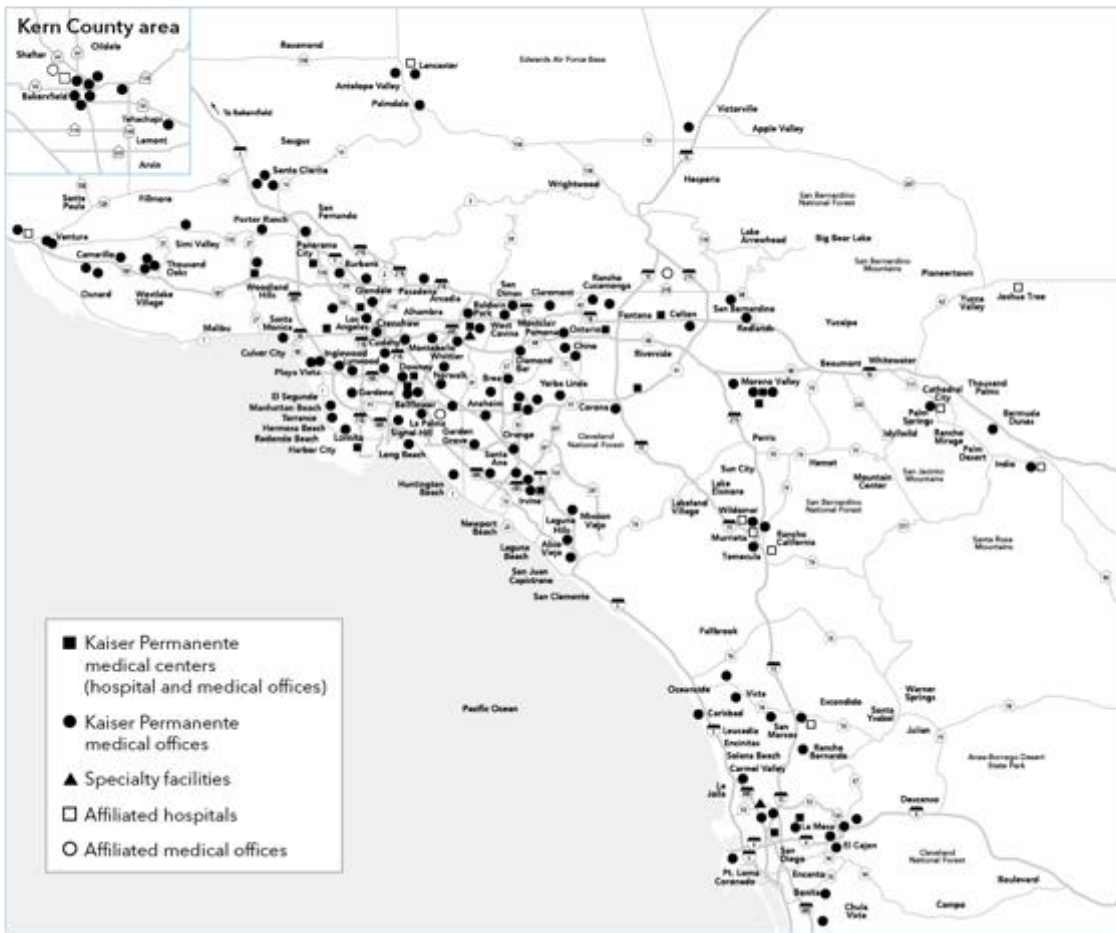 Kern County area
Oildale
Shafter
Bakersfield
Tehachapi
Lamont
Arvin
Rosamond
Lancaster
Edwards Air Force Base
Antelope Valley
Palmdale
To Bakersfield
Victorville
Apple Valley
Saugus
Santa Clarita
Hesperia
Wrightwood
Santa
Paula
Fillmore
San
Fernando
San Bernardino
National Forest
Porter Ranch
Ventura
Simi Valley
Panorama
City
Lake
Arrowhead
Big Bear Lake
San Bernardino
Mountains
Pioneertown
Camarillo
Thousand
Oaks
Burbank
Glendale
Pasadena
Arcadia
San
Dimas
Claremont
Rancho
Cucamonga
Oxnard
Westlake
Village
Woodland
Hills
Baldwin
Park
Joshua Tree
Yucca
Valley
Malibu
Santa
Monica
Los
Angeles
Alhambra
Crenshaw
West
Covina
Montclair
Pomona
Ontario
Fontana
Colton
San Bernardino
Redlands
Yucaipa
Culver City
Cudahy
Montebello
Whittier
Chino
Riverside
Beaumont
Whitewater
Playa Vista
Inglewood
Lynwood
Downey
Norwalk
Diamond
Bar
Brea
Yorba Linda
Moreno Valley
Cathedral
City
Thousand
Palms
El Segundo
Manhattan Beach
Torrance
Hermosa Beach
Redondo Beach
Harbor City
Gardena
Bellflower
La Palma
Signal Hill
Lomita
Long Beach
Anaheim
Garden
Grove
Orange
Santa
Ana
Corona
Cleveland
National Forest
Perris
Palm
Springs
Idyllwild
Rancho
Mirage
Bermuda
Dunes
Palm
Desert
Indio
Huntington
Beach
Irvine
Sun City
Lake
Elsinore
Hemet
Mountain
Center
San Jacinto
Mountains
Lakeland
Village
San Bernardino
National Forest
Newport
Beach
Laguna
Hills
Mission
Viejo
Wildomar
Murrieta
Rancho
California
Temecula
Santa Rosa
Mountains
Laguna
Beach
Aliso
Viejo
San Juan
Capistrano
San Clemente
Fallbrook
Oceanside
Vista
Carlsbad
Escondido
Warner
Springs
Santa
Ysabel
Pacific Ocean
Leucadia
Encinitas
Solana Beach
San
Marcos
Rancho
Bernardo
Julian
Anza-Borrego Desert
State Park
Carmel Valley
La
Jolla
Descanso
La Mesa
El Cajon
San
Diego
Cleveland
National Forest
Pt. Loma
Coronado
Encanto
Bonita
Chula
Vista
Boulevard
Campo
Kaiser Permanente
medical centers
(hospital and medical offices)
Kaiser Permanente
medical offices
Specialty facilities
Affiliated hospitals
Affiliated medical offices